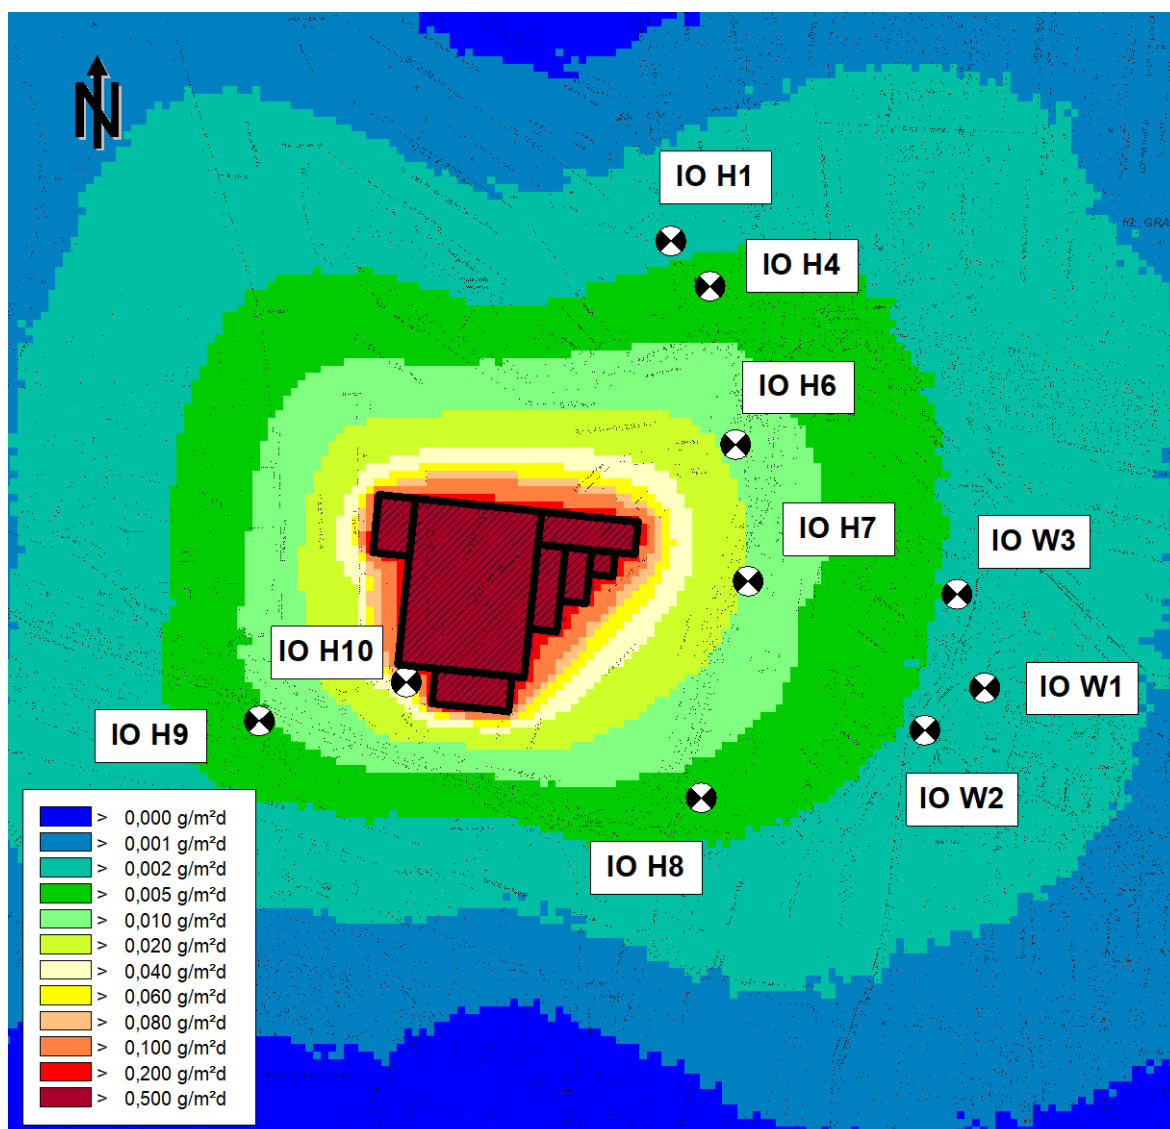 N
IO H1
KL. GRA
IO H4
IO H6
IO H7
IO W3
IO H10
IO W1
IO H9
IO W2
IO H8
> 0,000 g/m²d
> 0,001 g/m²d
> 0,002 g/m²d
> 0,005 g/m²d
> 0,010 g/m²d
> 0,020 g/m²d
> 0,040 g/m²d
> 0,060 g/m²d
> 0,080 g/m²d
> 0,100 g/m²d
> 0,200 g/m²d
> 0,500 g/m²d